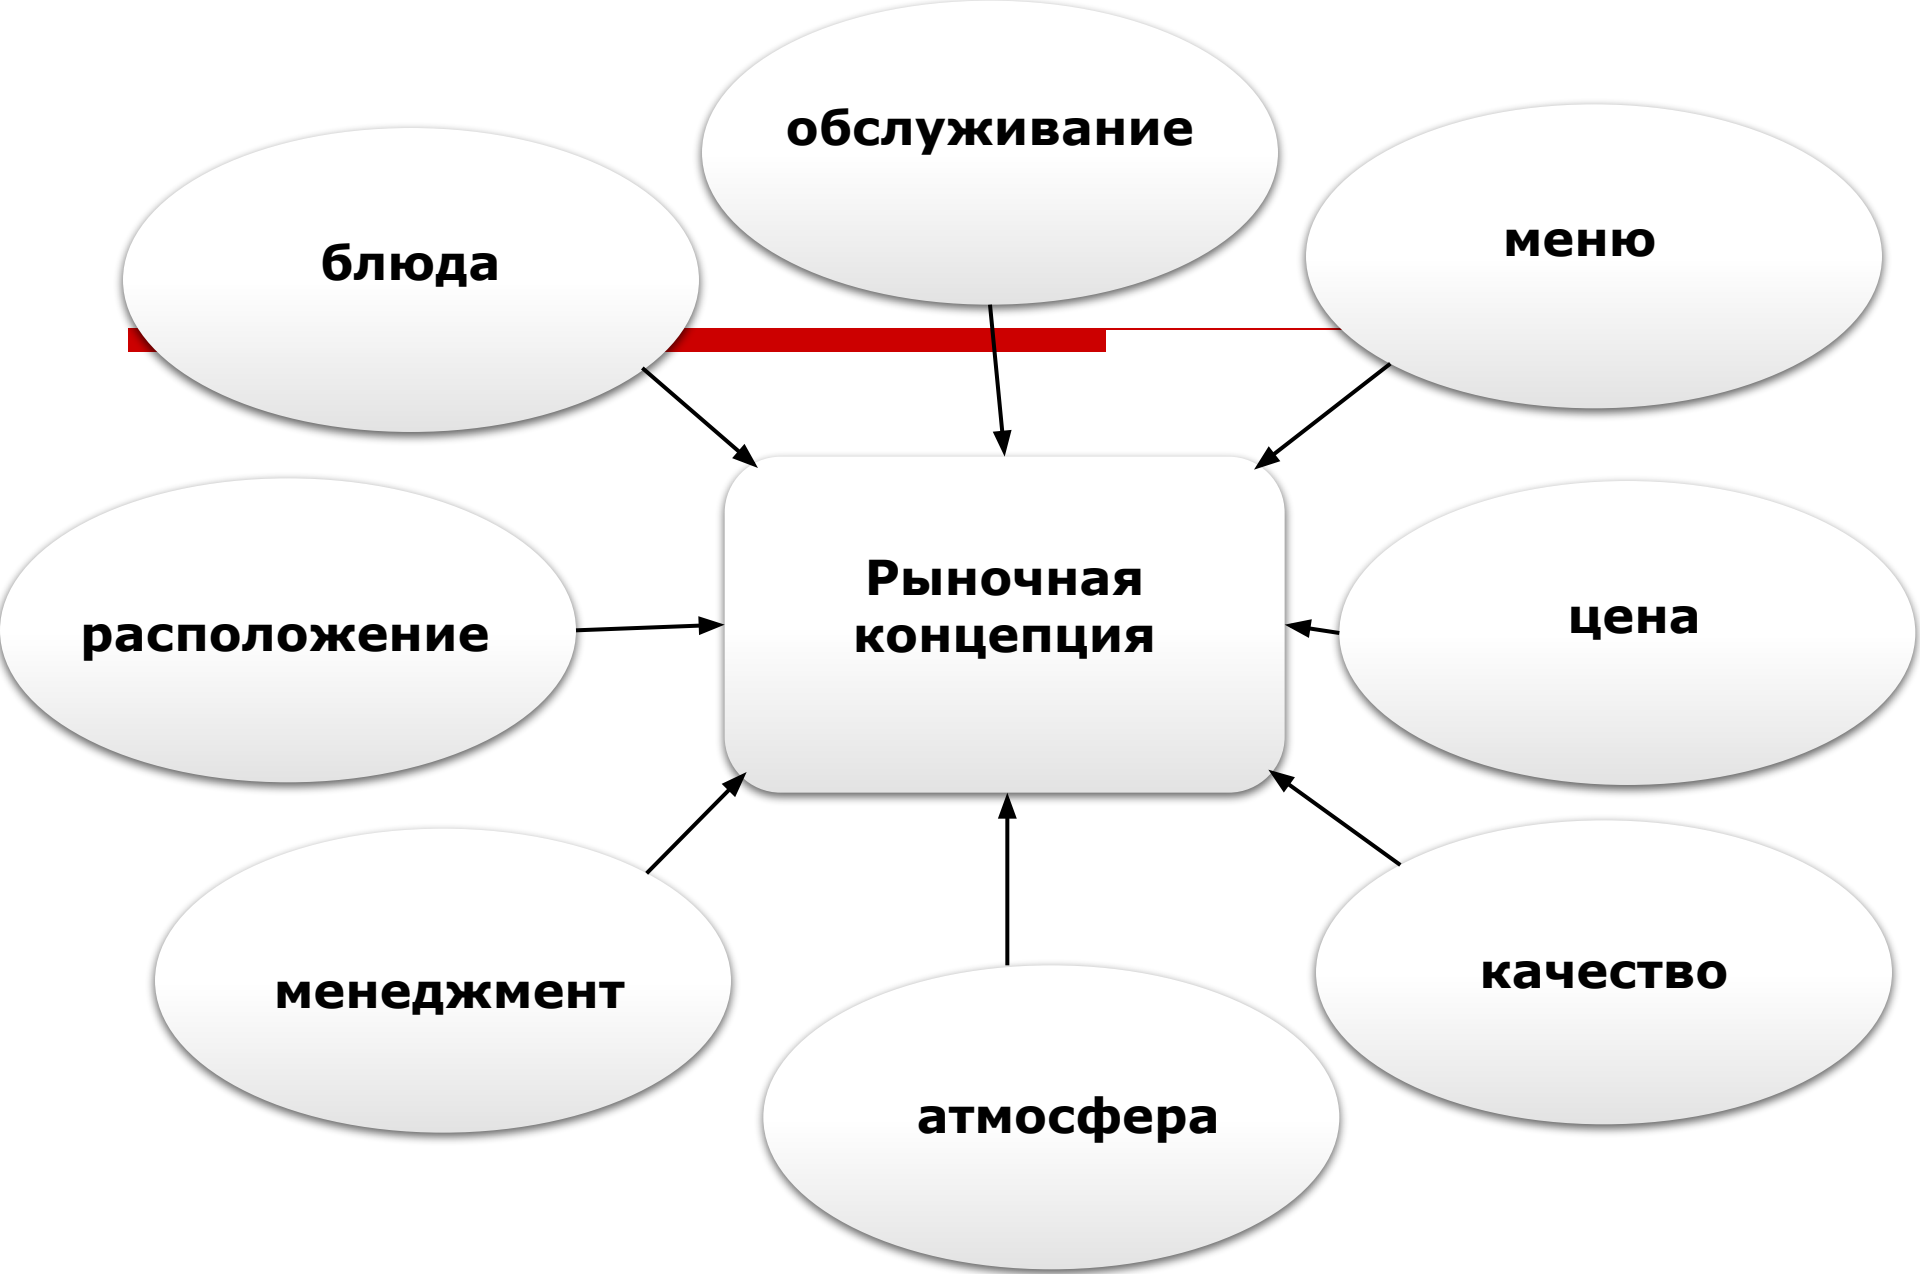 обслуживание
меню
блюда
Рыночная
концепция
цена
расположение
качество
менеджмент
атмосфера